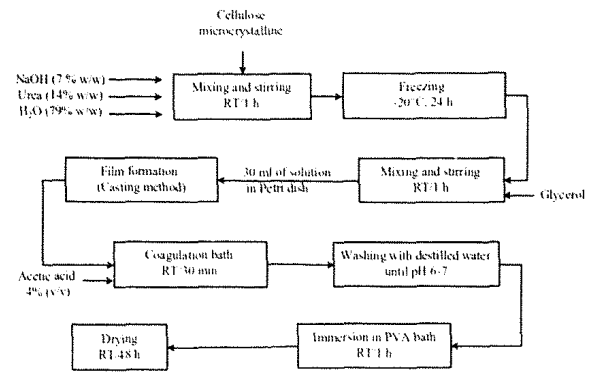 Cellulose
microcrystalline
NaOH (7 % w/w)
Urea (14% w/w)
H2O (79% w/w)
Mixing and stirring
RT/1 h
Freezing
-20°C, 24 h
Film formation
(Casting method)
30 ml of solution
in Petri dish
Mixing and stirring
RT/1 h
Glycerol
Coagulation bath
RT/30 min
Washing with destilled water
until pH 6-7
Acetic acid
4% (v/v)
Drying
RT/48 h
Immersion in PVA bath
RT/1 h